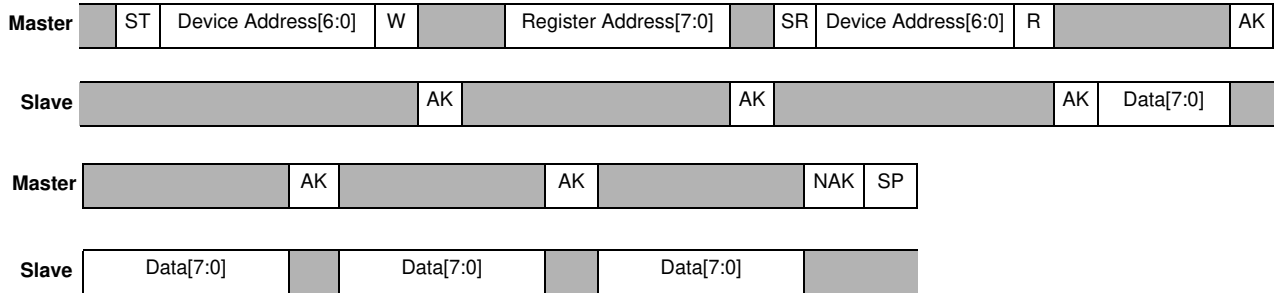 Master ST Device Address[6:0] W Register Address[7:0] SR Device Address[6:0] R AK
Slave AK AK AK Data[7:0]
Master AK AK NAK SP
Slave Data[7:0] Data[7:0] Data[7:0]